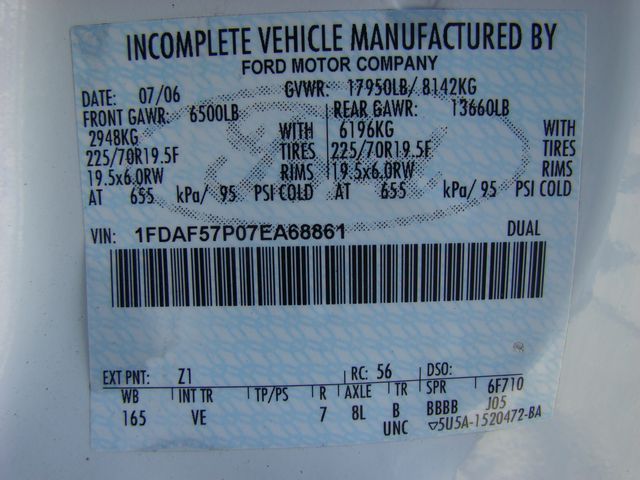 INCOMPLETE VEHICLE MANUFACTURED BY
FORD MOTOR COMPANY
DATE: 07/06 GVWR: 17950LB/ 8142KG
FRONT GAWR: 6500LB REAR GAWR: 13660LB
2948KG WITH 6196KG WITH
225/70R19.5F TIRES 225/70R19.5F TIRES
19.5x6.0RW RIMS 19.5x6.0RW RIMS
AT 655 kPa/ 95 PSI COLD AT 655 kPa/ 95 PSI COLD
VIN: 1FDAF57P07EA68861 DUAL
EXT PNT: Z1 RC: 56 DSO:
WB INT TR TP/PS R AXLE TR SPR 6F710
165 VE 7 8L B BBBB J05
UNC ▽5U5A-1520472-BA